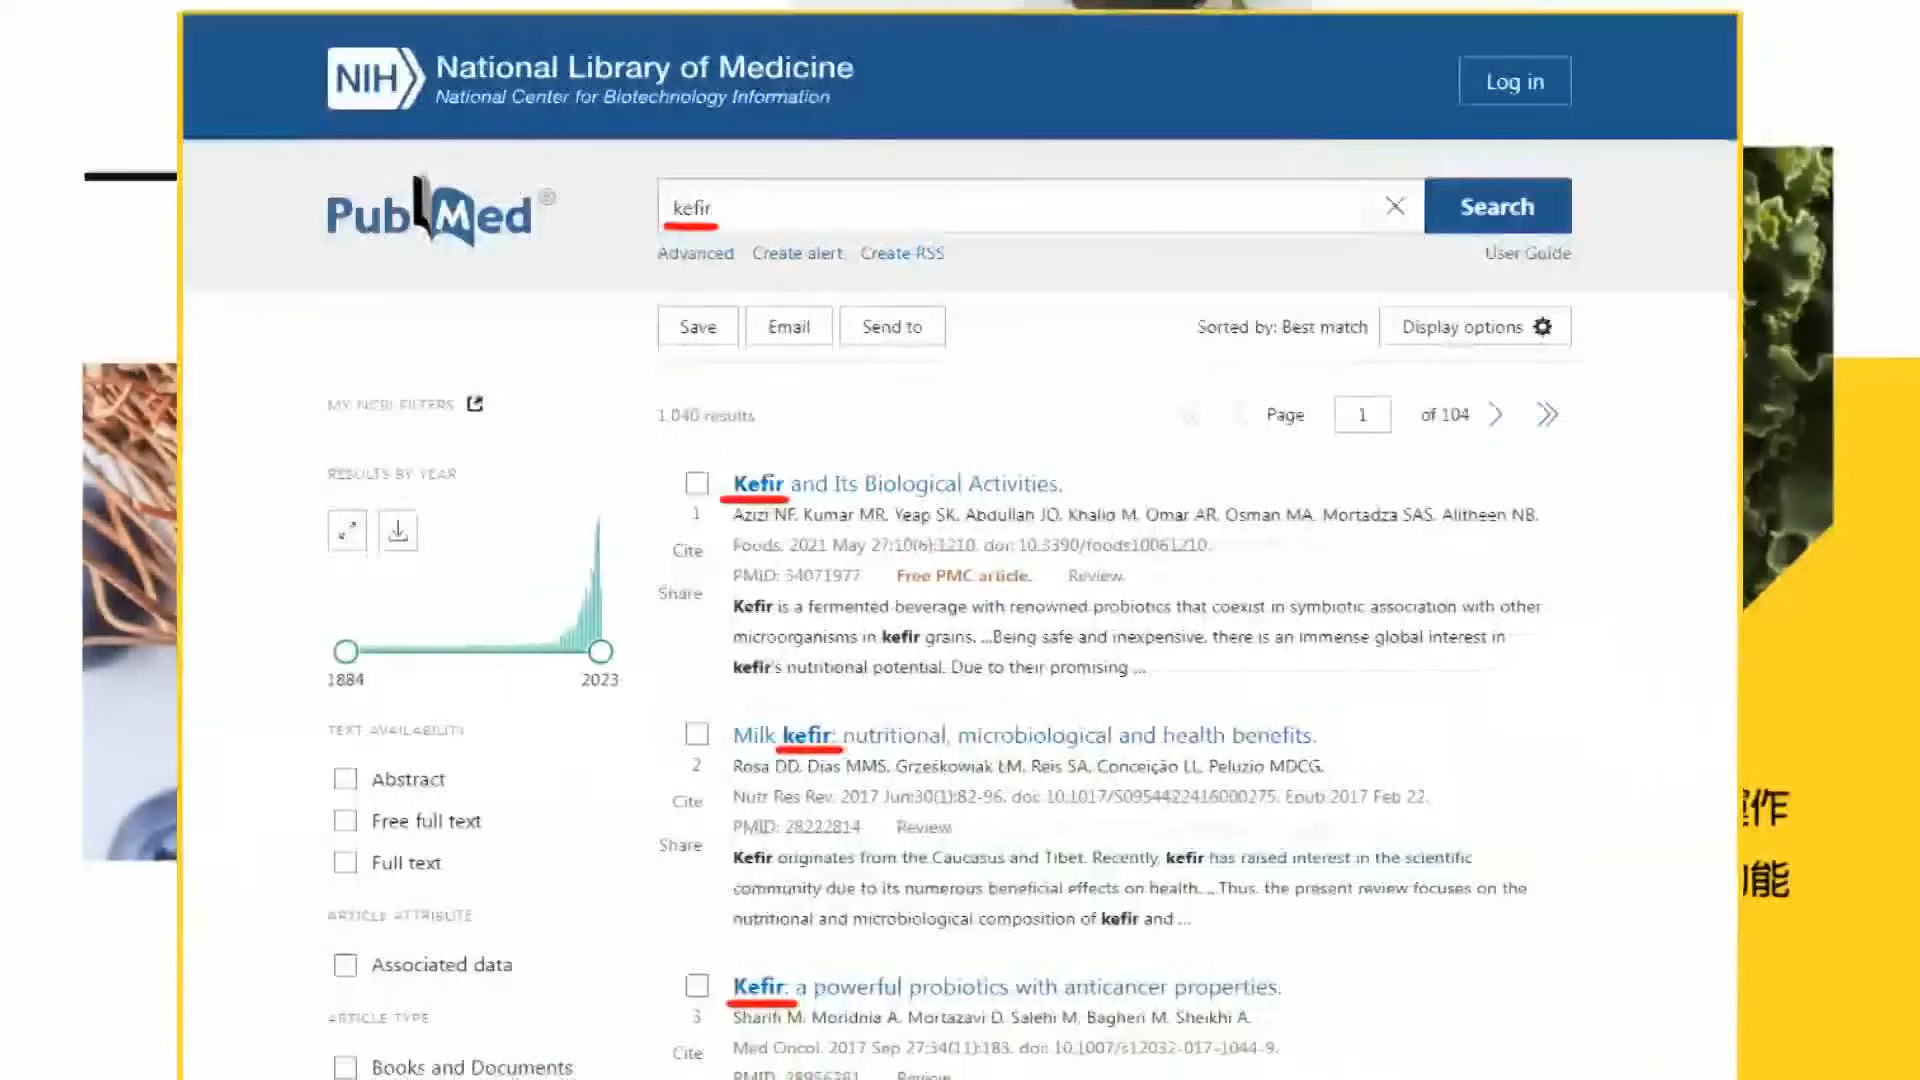 NIH National Library of Medicine
National Center for Biotechnology Information
Log in
PubMed®
kefir
Search
Advanced Create alert Create RSS
User Guide
Save Email Send to
Sorted by: Best match Display options
MY NCBI FILTERS
1,040 results
Page 1 of 104
RESULTS BY YEAR
1884 2023
TEXT AVAILABILITY
Abstract
Free full text
Full text
ARTICLE ATTRIBUTE
Associated data
ARTICLE TYPE
Books and Documents
Kefir and Its Biological Activities.
1
Azizi NF, Kumar MR, Yeap SK, Abdullah JO, Khalid M, Omar AR, Osman MA, Mortadza SAS, Alitheen NB.
Cite
Foods. 2021 May 27;10(6):1210. doi: 10.3390/foods10061210.
PMID: 34071977 Free PMC article. Review.
Share
Kefir is a fermented beverage with renowned probiotics that coexist in symbiotic association with other
microorganisms in kefir grains. ...Being safe and inexpensive, there is an immense global interest in
kefir's nutritional potential. Due to their promising ...
Milk kefir: nutritional, microbiological and health benefits.
2
Rosa DD, Dias MMS, Grześkowiak ŁM, Reis SA, Conceição LL, Peluzio MDCG.
Cite
Nutr Res Rev. 2017 Jun;30(1):82-96. doi: 10.1017/S0954422416000275. Epub 2017 Feb 22.
PMID: 28222814 Review.
Share
Kefir originates from the Caucasus and Tibet. Recently, kefir has raised interest in the scientific
community due to its numerous beneficial effects on health. ...Thus, the present review focuses on the
nutritional and microbiological composition of kefir and ...
Kefir: a powerful probiotics with anticancer properties.
3
Sharifi M, Moridnia A, Mortazavi D, Salehi M, Bagheri M, Sheikhi A.
Cite
Med Oncol. 2017 Sep 27;34(11):183. doi: 10.1007/s12032-017-1044-9.
PMID: 28956261 Review.
作
能